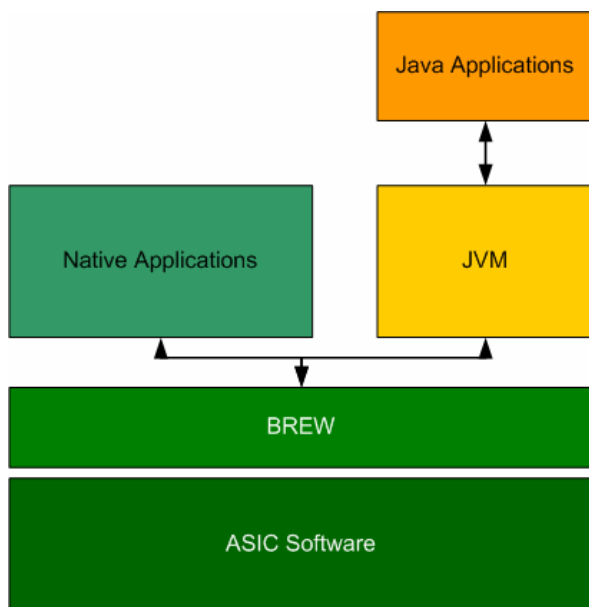 Java Applications
Native Applications
JVM
BREW
ASIC Software